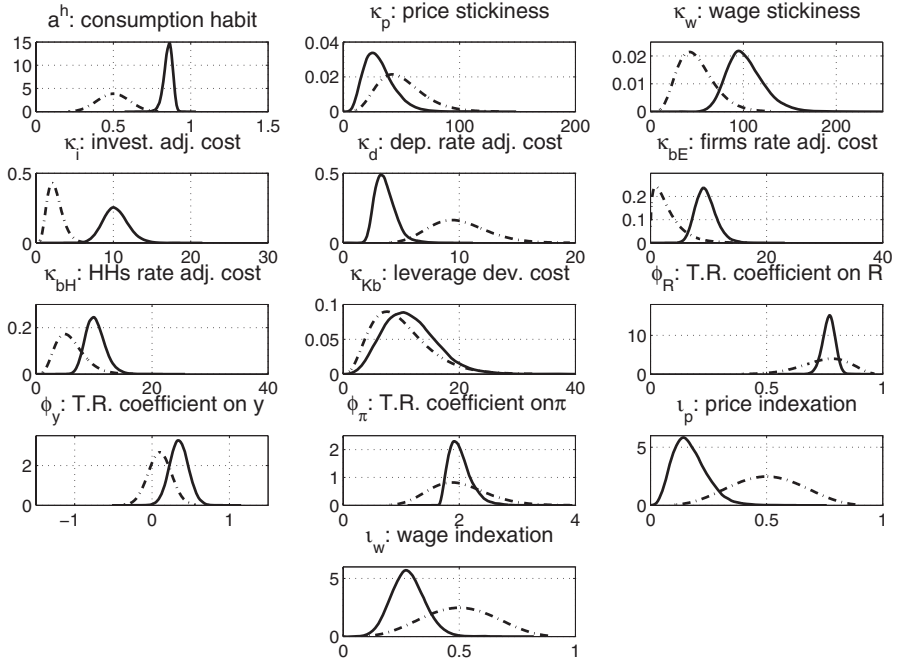 a^h: consumption habit
κ_p: price stickiness
κ_w: wage stickiness
15
10
5
0
0 0.5 1 1.5
0.04
0.02
0
0 100 200
0.02
0.01
0
0 100 200
κ_i: invest. adj. cost
κ_d: dep. rate adj. cost
κ_bE: firms rate adj. cost
0.5
0
0 10 20 30
0.5
0
0 5 10 15 20
0.2
0.1
0
0 20 40
κ_bH: HHs rate adj. cost
κ_Kb: leverage dev. cost
ϕ_R: T.R. coefficient on R
0.2
0
0 20 40
0.1
0.05
0
0 20 40
10
0
0 0.5 1
ϕ_y: T.R. coefficient on y
ϕ_π: T.R. coefficient onπ
ι_p: price indexation
2
0
−1 0 1
2
1
0
0 2 4
5
0
0 0.5 1
ι_w: wage indexation
5
0
0 0.5 1